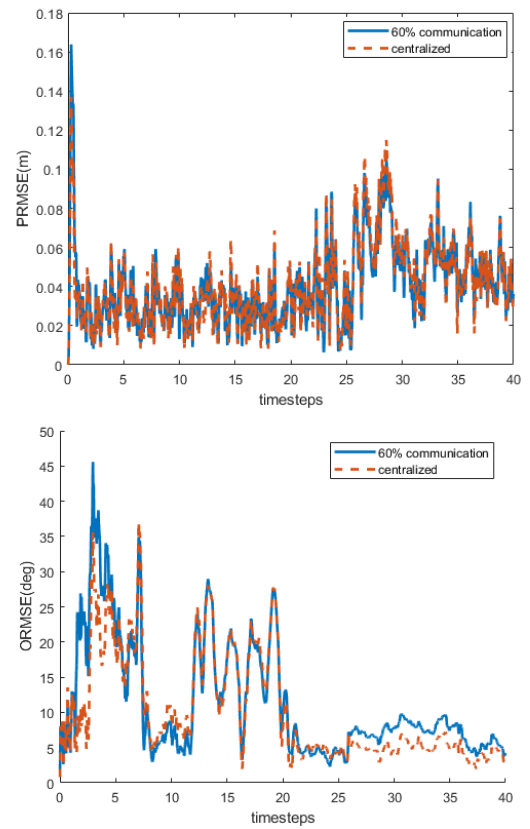 0.18
0.16
0.14
0.12
0.1
0.08
0.06
0.04
0.02
0
PRMSE(m)
60% communication
centralized
0 5 10 15 20 25 30 35 40
timesteps
50
45
40
35
30
25
20
15
10
5
0
ORMSE(deg)
60% communication
centralized
0 5 10 15 20 25 30 35 40
timesteps